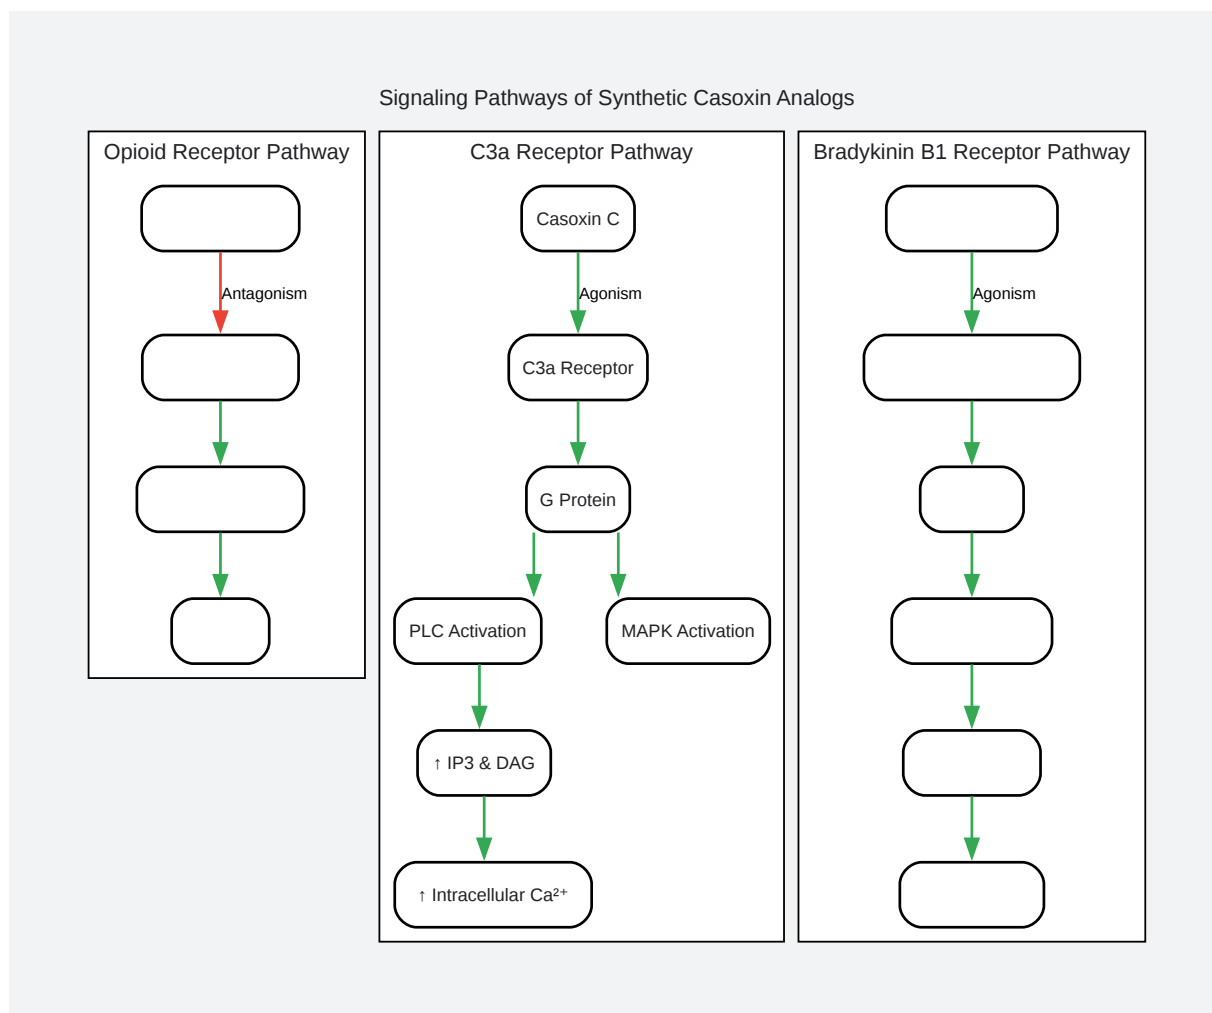 Signaling Pathways of Synthetic Casoxin Analogs
Opioid Receptor Pathway
Antagonism
C3a Receptor Pathway
Casoxin C
Agonism
C3a Receptor
G Protein
PLC Activation
MAPK Activation
↑ IP3 & DAG
↑ Intracellular Ca²⁺
Bradykinin B1 Receptor Pathway
Agonism